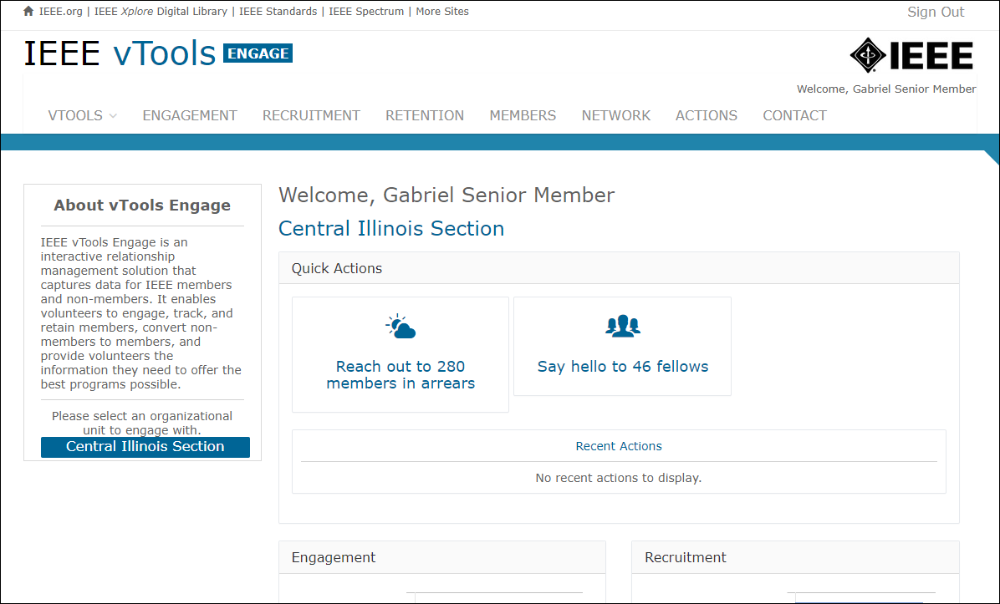 IEEE.org | IEEE Xplore Digital Library | IEEE Standards | IEEE Spectrum | More Sites
Sign Out
IEEE vTools ENGAGE
IEEE
Welcome, Gabriel Senior Member
VTOOLS ENGAGEMENT RECRUITMENT RETENTION MEMBERS NETWORK ACTIONS CONTACT
About vTools Engage
IEEE vTools Engage is an
interactive relationship
management solution that
captures data for IEEE members
and non-members. It enables
volunteers to engage, track, and
retain members, convert non-
members to members, and
provide volunteers the
information they need to offer the
best programs possible.
Please select an organizational
unit to engage with.
Central Illinois Section
Welcome, Gabriel Senior Member
Central Illinois Section
Quick Actions
Reach out to 280
members in arrears
Say hello to 46 fellows
Recent Actions
No recent actions to display.
Engagement
Recruitment